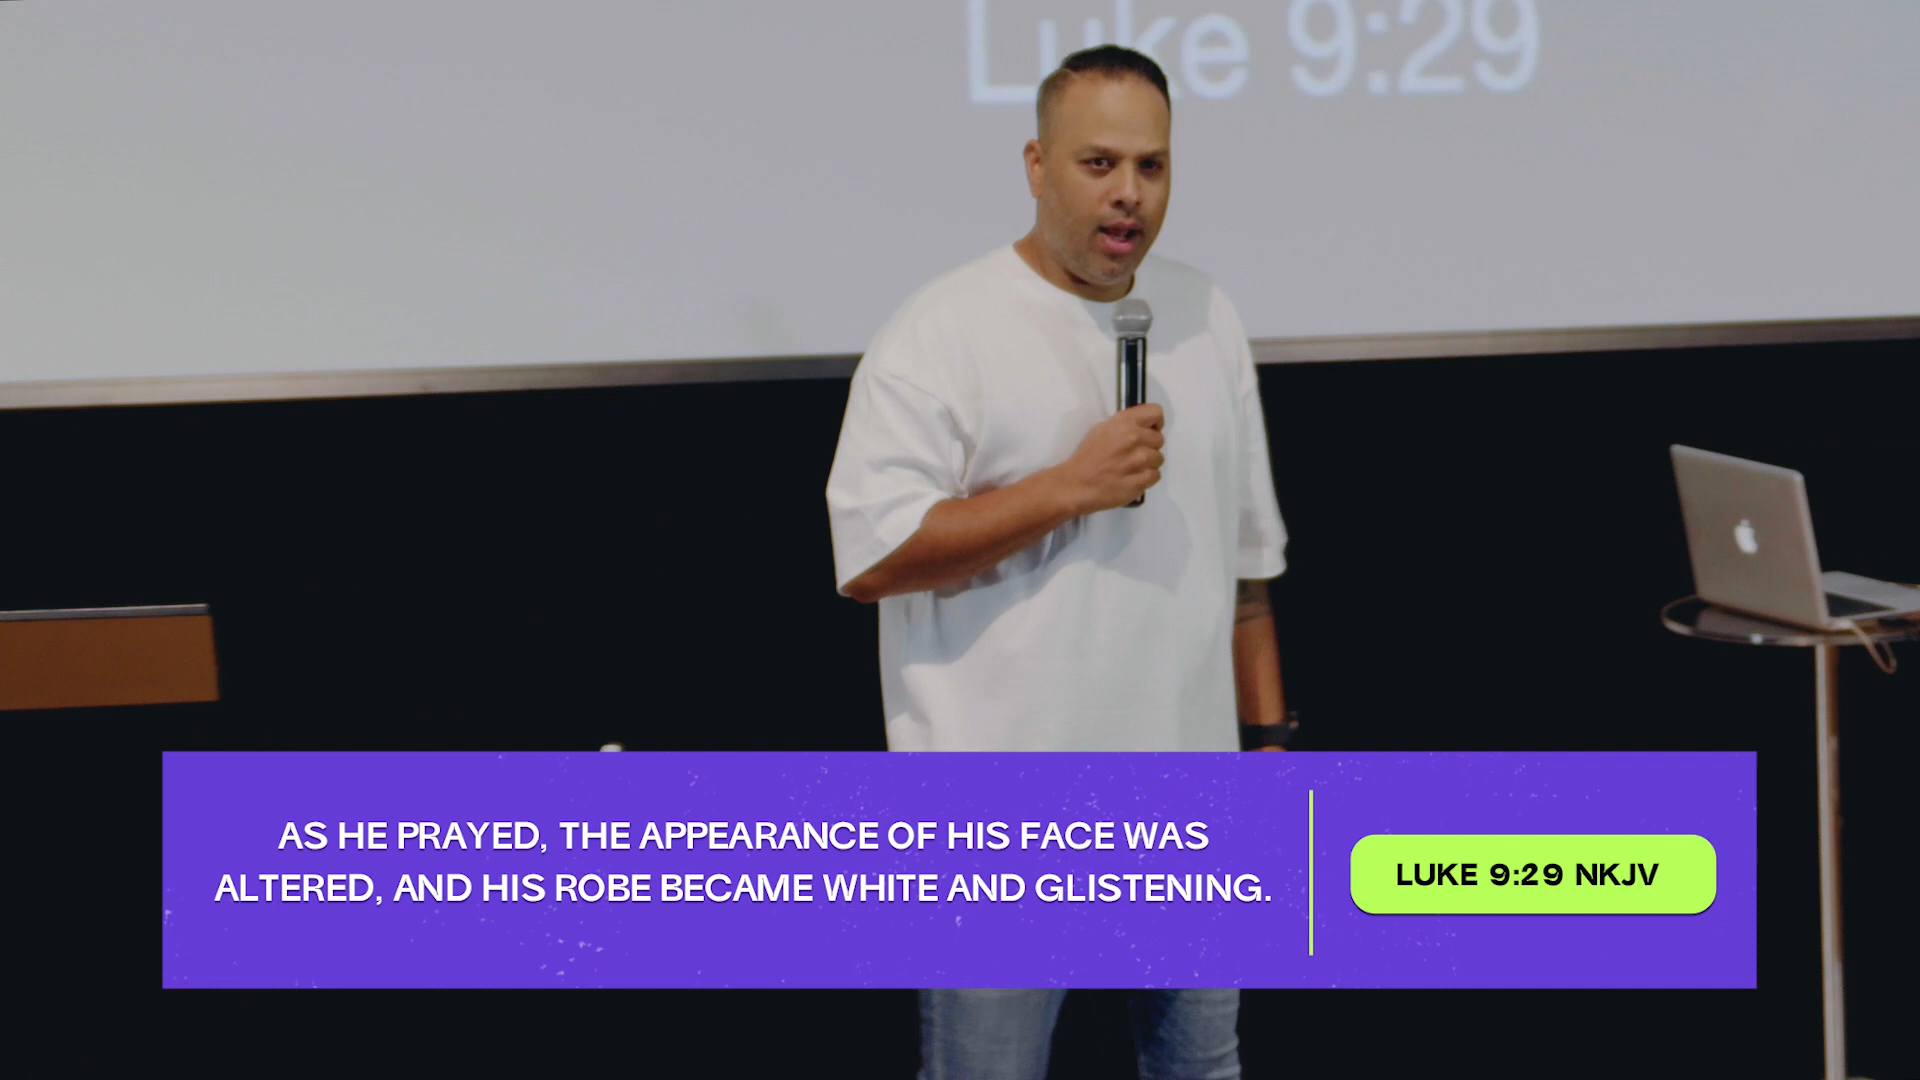 Luke 9:29
AS HE PRAYED, THE APPEARANCE OF HIS FACE WAS
ALTERED, AND HIS ROBE BECAME WHITE AND GLISTENING.
LUKE 9:29 NKJV